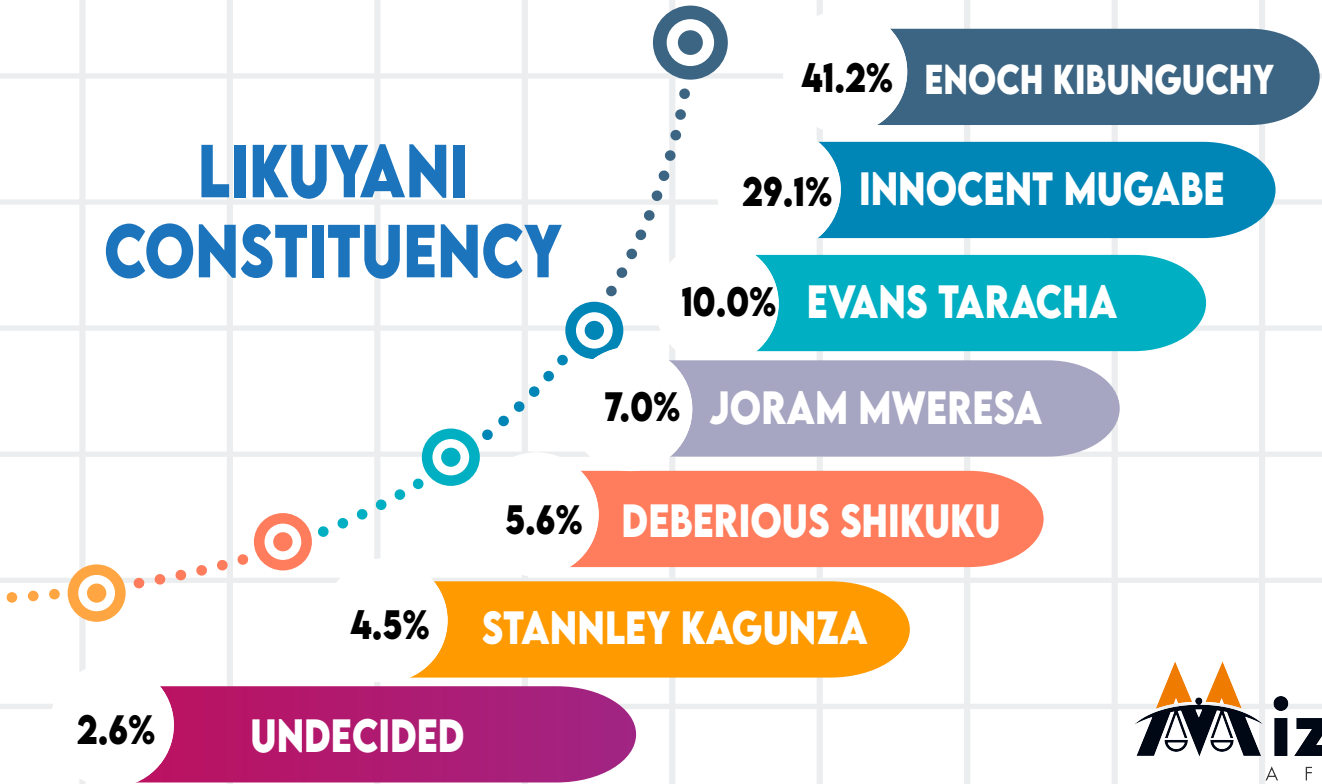 LIKUYANI
CONSTITUENCY
41.2% ENOCH KIBUNGUCHY
29.1% INNOCENT MUGABE
10.0% EVANS TARACHA
7.0% JORAM MWERESA
5.6% DEBERIOUS SHIKUKU
4.5% STANNLEY KAGUNZA
2.6% UNDECIDED